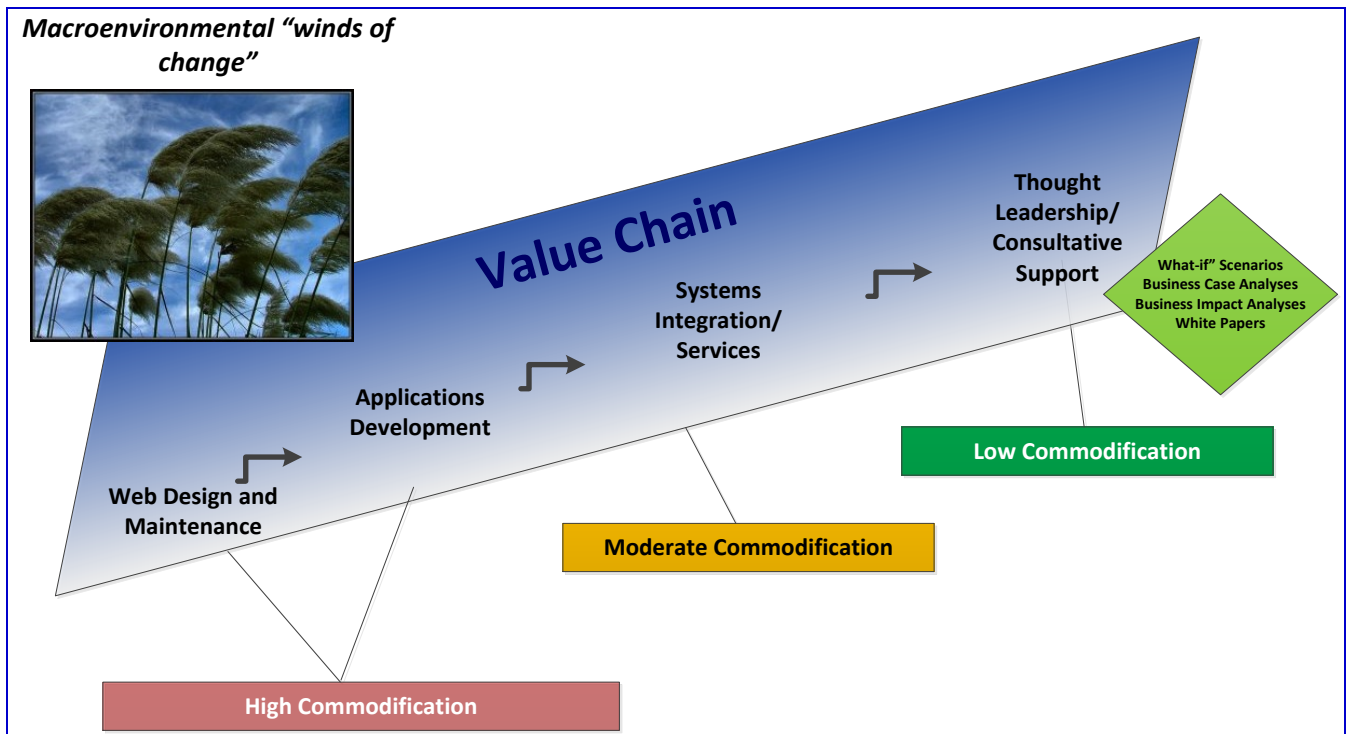 Macroenvironmental “winds of
change”
Value Chain
Thought
Leadership/
Consultative
Support
What-if” Scenarios
Business Case Analyses
Business Impact Analyses
White Papers
Systems
Integration/
Services
Applications
Development
Web Design and
Maintenance
Low Commodification
Moderate Commodification
High Commodification